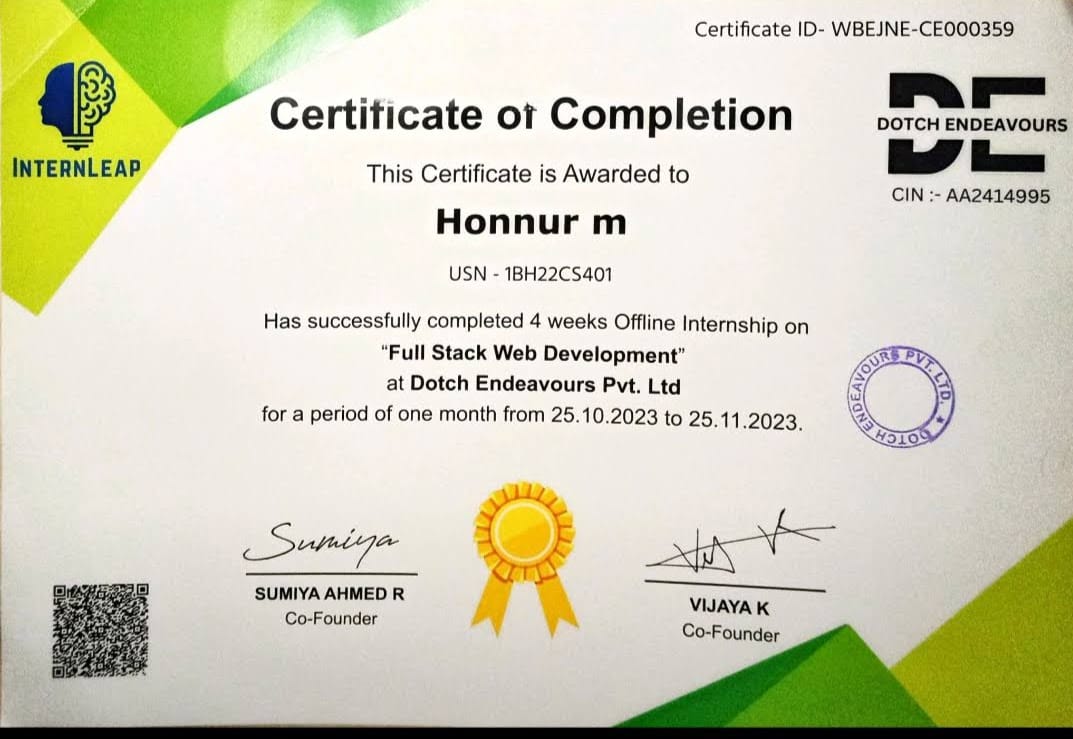 Certificate ID- WBEJNE-CE000359
INTERNLEAP
DE
DOTCH ENDEAVOURS
CIN :- AA2414995
Certificate of Completion
This Certificate is Awarded to
Honnur m
USN - 1BH22CS401
Has successfully completed 4 weeks Offline Internship on
“Full Stack Web Development”
at Dotch Endeavours Pvt. Ltd
for a period of one month from 25.10.2023 to 25.11.2023.
DOTCH ENDEAVOURS PVT. LTD. ★
Sumiya
SUMIYA AHMED R
Co-Founder
VIJAYA K
Co-Founder